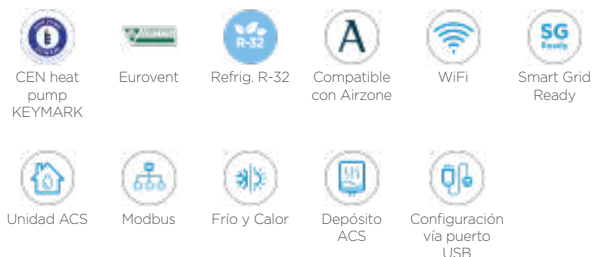 R-32
A
SG
Ready
CEN heat
pump
KEYMARK
Eurovent
Refrig. R-32
Compatible
con Airzone
WiFi
Smart Grid
Ready
Unidad ACS
Modbus
Frío y Calor
Depósito
ACS
Configuración
vía puerto
USB